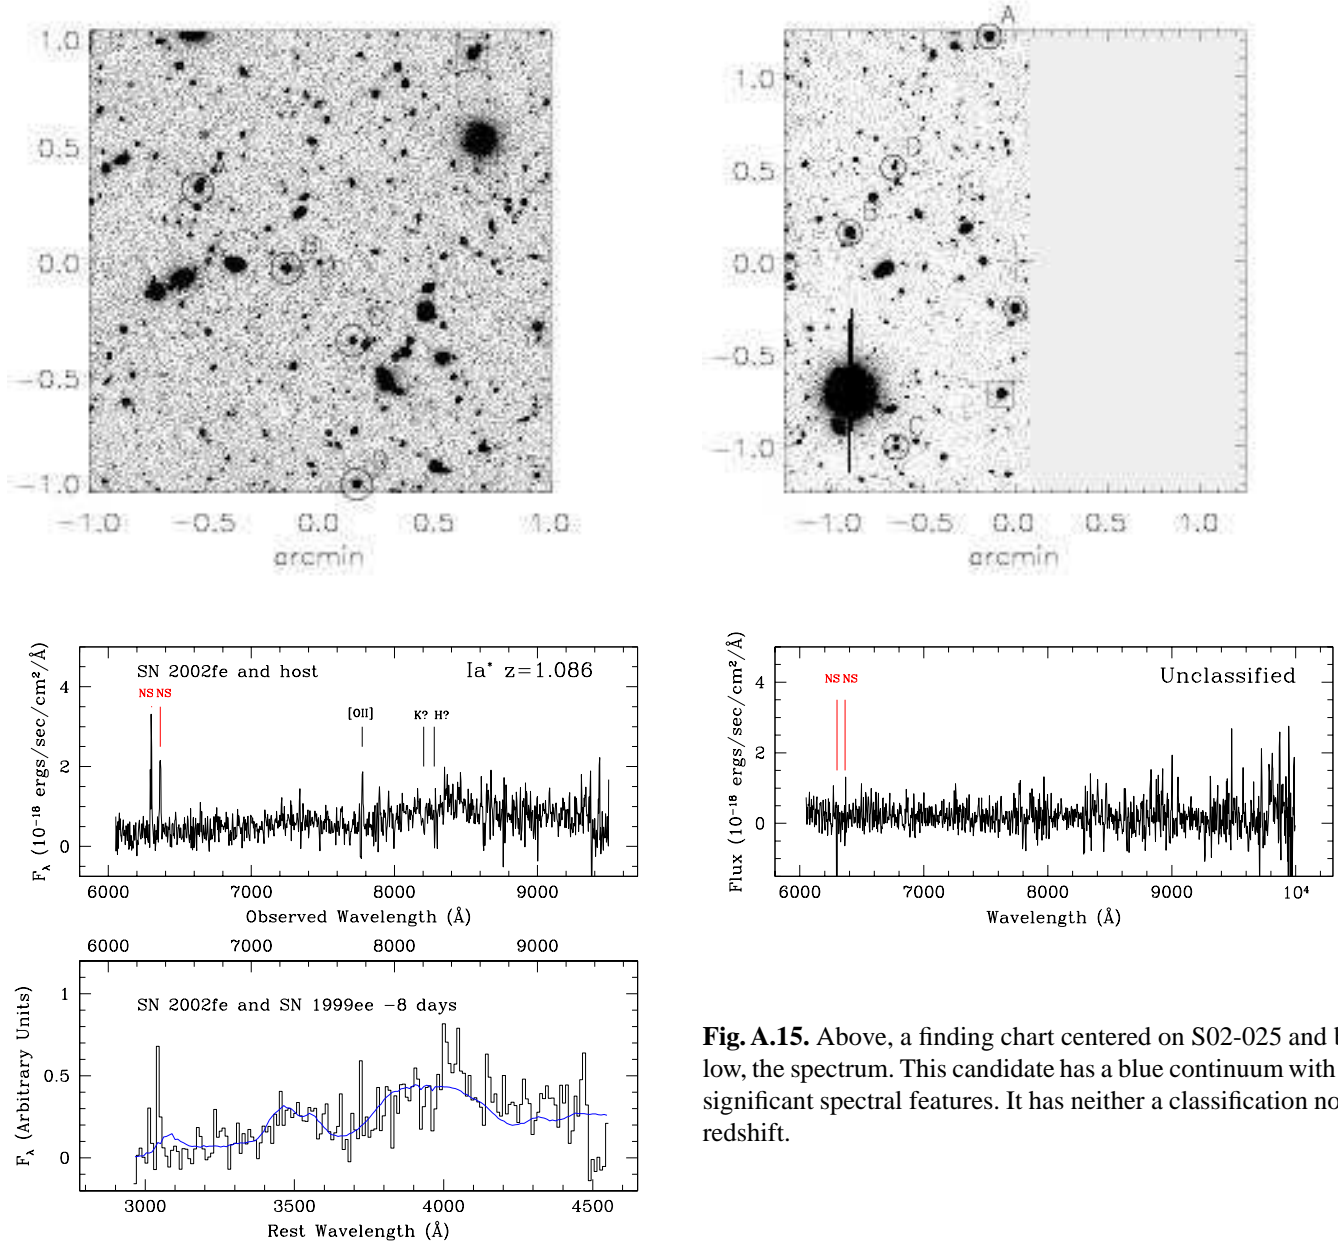 1.0
0.5
0.0
−0.5
−1.0
−1.0 −0.5 0.0 0.5 1.0
arcmin
B
C
D
A
D
B
C
1.0
0.5
0.0
−0.5
−1.0
−1.0 −0.5 0.0 0.5 1.0
arcmin
SN 2002fe and host
Ia* z=1.086
NS NS
[OII]
K? H?
4
2
0
F_λ (10⁻¹⁸ ergs/sec/cm²/Å)
6000 7000 8000 9000
Observed Wavelength (Å)
6000 7000 8000 9000
SN 2002fe and SN 1999ee −8 days
1
0.5
0
F_λ (Arbitrary Units)
3000 3500 4000 4500
Rest Wavelength (Å)
Unclassified
NS NS
4
2
0
Flux (10⁻¹⁸ ergs/sec/cm²/Å)
6000 7000 8000 9000 10⁴
Wavelength (Å)
Fig. A.15. Above, a finding chart centered on S02-025 and b
low, the spectrum. This candidate has a blue continuum with
significant spectral features. It has neither a classification no
redshift.